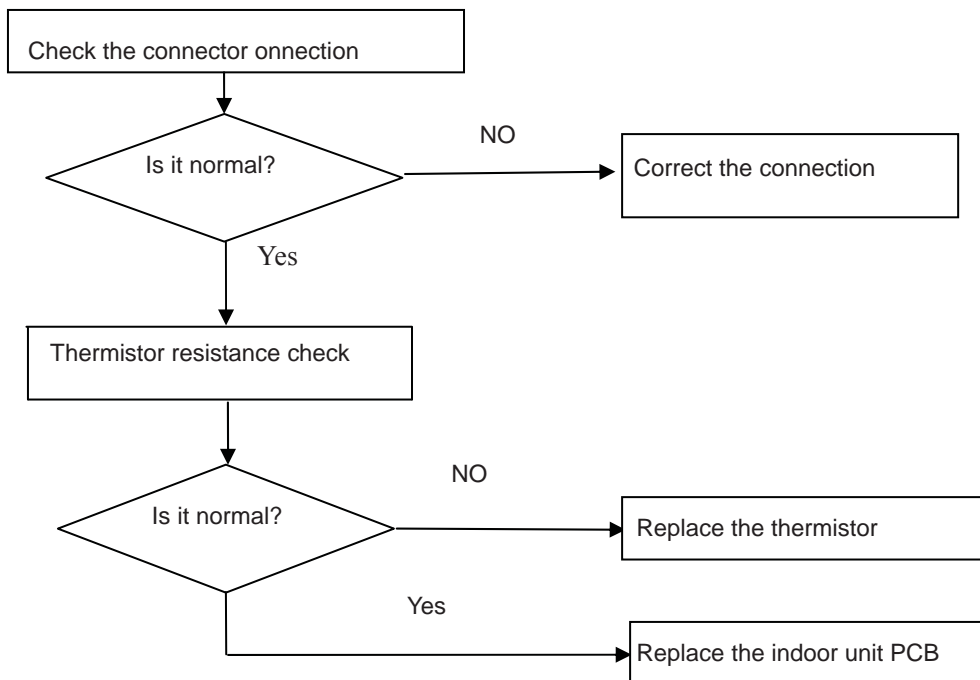 Check the connector onnection
Is it normal?
NO
Correct the connection
Yes
Thermistor resistance check
Is it normal?
NO
Replace the thermistor
Yes
Replace the indoor unit PCB